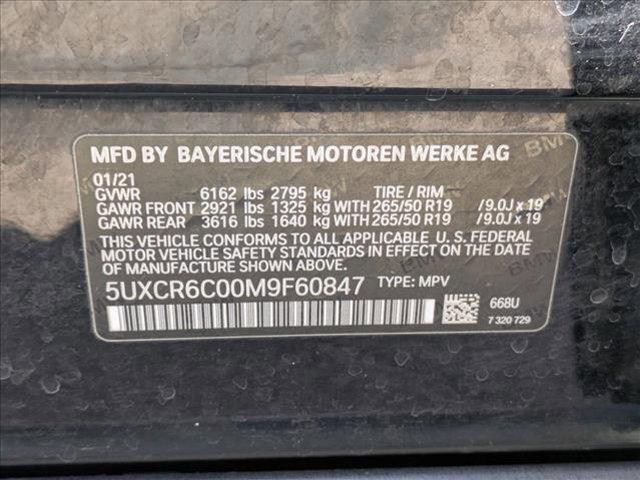 MFD BY BAYERISCHE MOTOREN WERKE AG
01/21
GVWR 6162 lbs 2795 kg TIRE / RIM
GAWR FRONT 2921 lbs 1325 kg WITH 265/50 R19 /9.0J x 19
GAWR REAR 3616 lbs 1640 kg WITH 265/50 R19 /9.0J x 19
THIS VEHICLE CONFORMS TO ALL APPLICABLE U. S. FEDERAL
MOTOR VEHICLE SAFETY STANDARDS IN EFFECT ON THE DATE
OF MANUFACTURE SHOWN ABOVE.
5UXCR6C00M9F60847 TYPE: MPV
668U
7 320 729